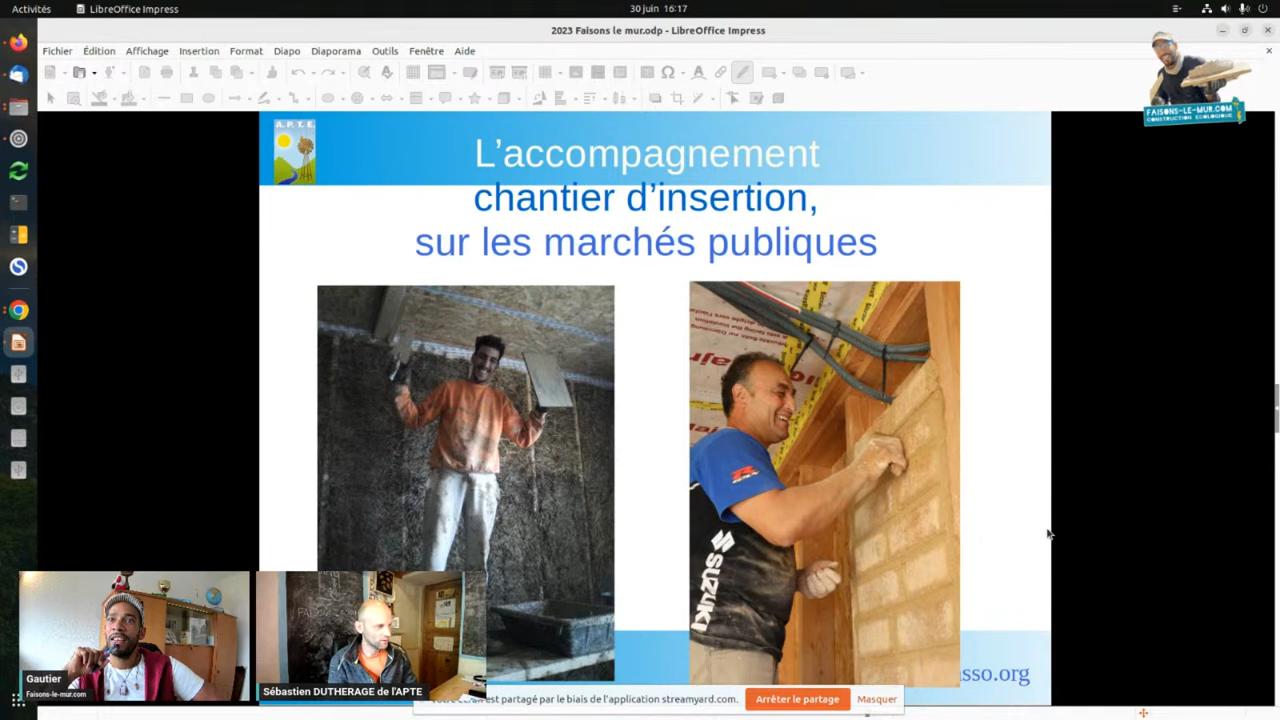 Activités
LibreOffice Impress
30 juin 16:17
2023 Faisons le mur.odp - LibreOffice Impress
Fichier Édition Affichage Insertion Format Diapo Diaporama Outils Fenêtre Aide
FAISONS-LE-MUR.COM
CONSTRUCTION ECOLOGIQUE
A.P.T.E.
L'accompagnement
chantier d'insertion,
sur les marchés publiques
SUZUKI
Gautier
Faisons-le-mur.com
Sébastien DUTHERAGE de l'APTE
sso.org
est partagé par le biais de l'application streamyard.com.
Arrêter le partage
Masquer